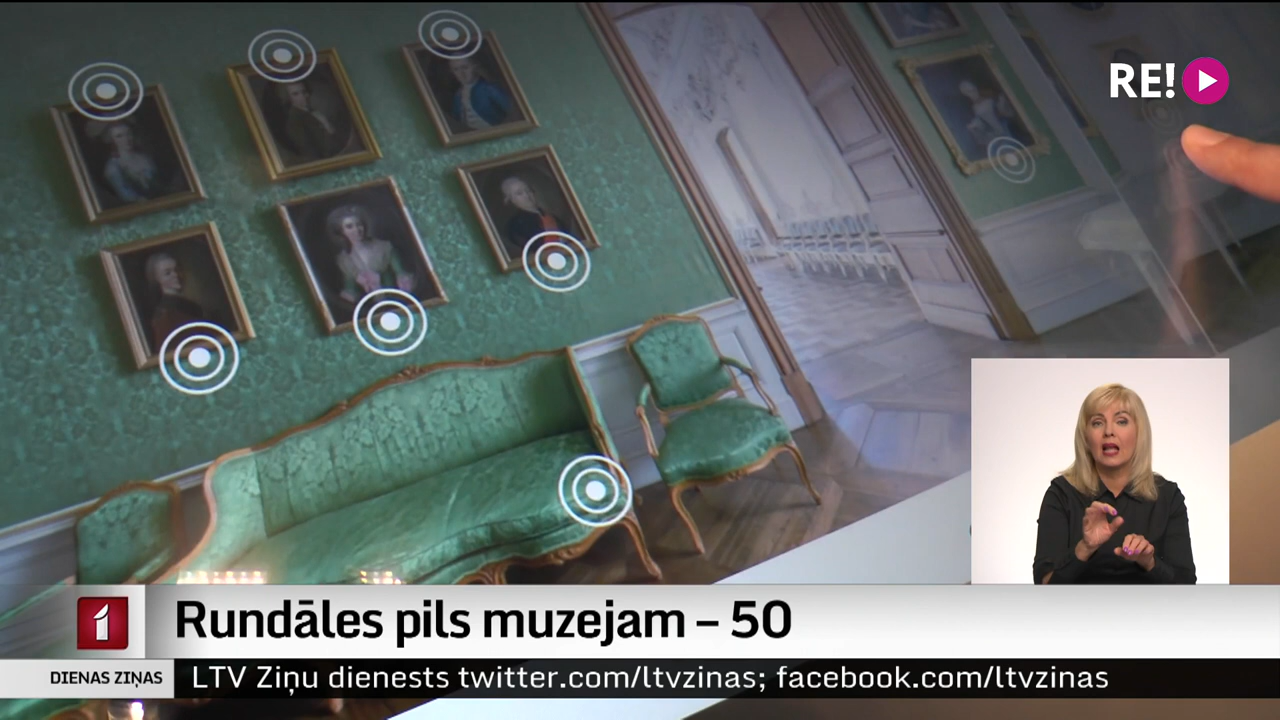 RE!
1
Rundāles pils muzejam – 50
DIENAS ZIŅAS
LTV Ziņu dienests twitter.com/ltvzinas; facebook.com/ltvzinas